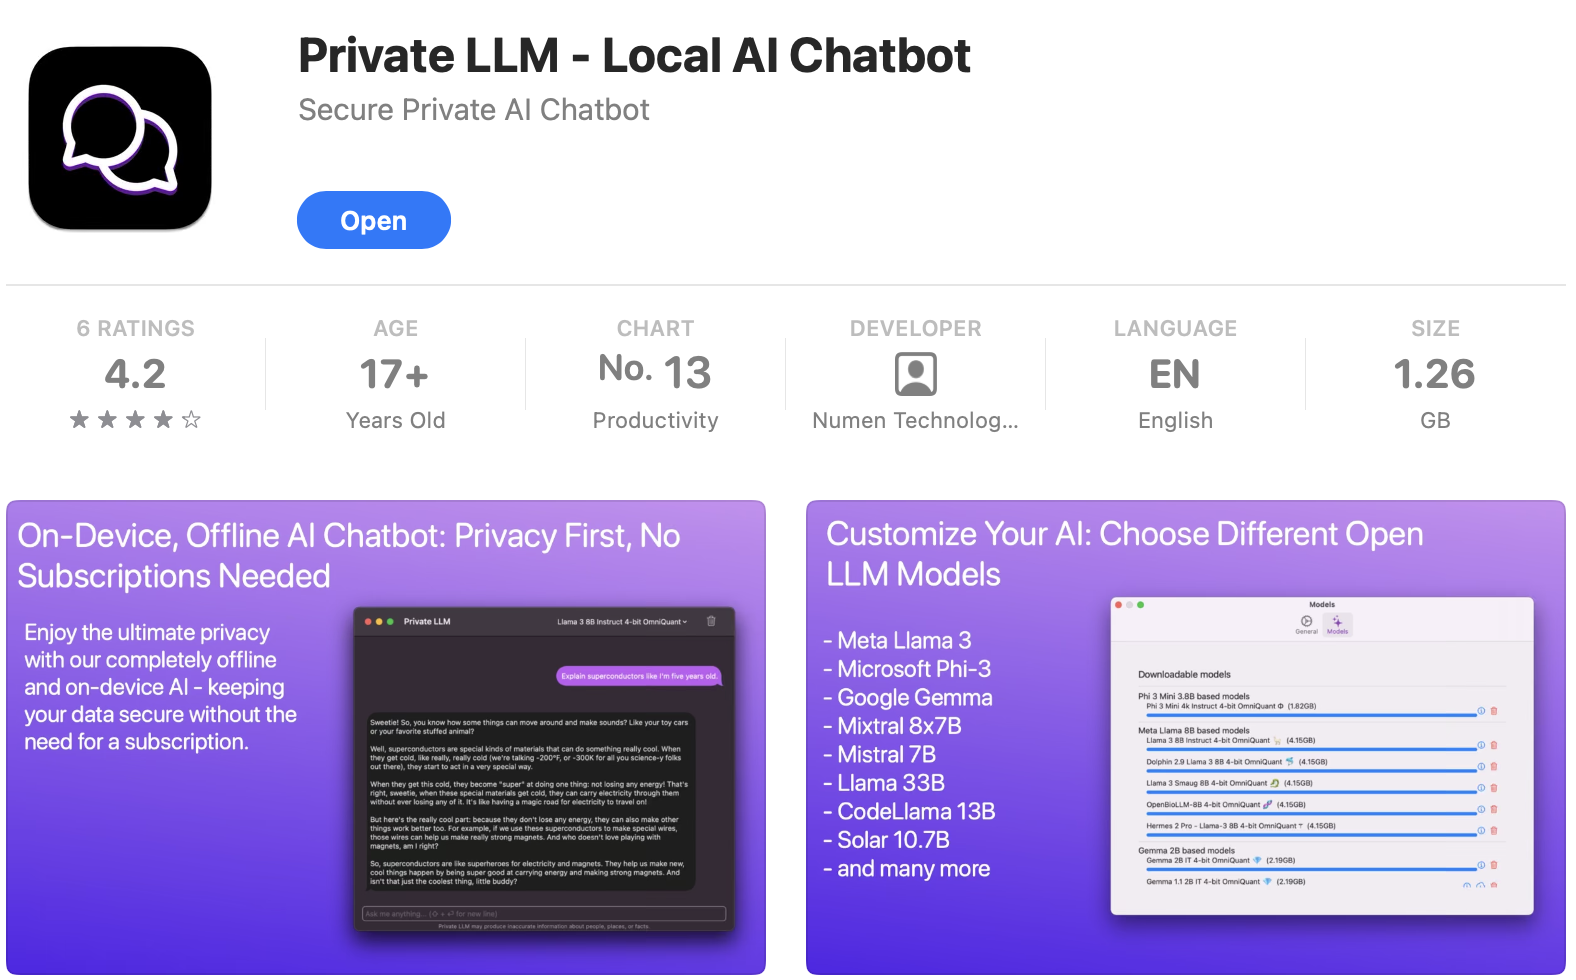 Private LLM - Local AI Chatbot
Secure Private AI Chatbot
Open
6 RATINGS
4.2
AGE
17+
Years Old
CHART
No. 13
Productivity
DEVELOPER
Numen Technolog...
LANGUAGE
EN
English
SIZE
1.26
GB
On-Device, Offline AI Chatbot: Privacy First, No
Subscriptions Needed
Enjoy the ultimate privacy
with our completely offline
and on-device AI - keeping
your data secure without the
need for a subscription.
Private LLM
Llama 3 8B Instruct 4-bit OmniQuant
Explain superconductors like I'm five years old.
Sweetie! So, you know how some things can move around and make sounds? Like your toy cars
or your favorite stuffed animal?
Well, superconductors are special kinds of materials that can do something really cool. When
they get cold, like really, really cold (we're talking -200°F, or -300K for all you science-y folks
out there), they start to act in a very special way.
When they get this cold, they become "super" at doing one thing: not losing any energy! That's
right, sweetie, when these special materials get cold, they can carry electricity through them
without ever losing any of it. It's like having a magic road for electricity to travel on!
But here's the really cool part: because they don't lose any energy, they can also make other
things work better too. For example, if we use these superconductors to make special wires,
those wires can help us make really strong magnets. And who doesn't love playing with
magnets, am I right?
So, superconductors are like superheroes for electricity and magnets. They help us make new,
cool things happen by being super good at carrying energy and making strong magnets. And
isn't that just the coolest thing, little buddy?
Ask me anything... (⇧ + ⏎ for new line)
Private LLM may produce inaccurate information about people, places, or facts
Customize Your AI: Choose Different Open
LLM Models
- Meta Llama 3
- Microsoft Phi-3
- Google Gemma
- Mixtral 8x7B
- Mistral 7B
- Llama 33B
- CodeLlama 13B
- Solar 10.7B
- and many more
Models
General
Models
Downloadable models
Phi 3 Mini 3.8B based models
Phi 3 Mini 4k Instruct 4-bit OmniQuant Φ (1.82GB)
Meta Llama 8B based models
Llama 3 8B Instruct 4-bit OmniQuant 🦙 (4.15GB)
Dolphin 2.9 Llama 3 8B 4-bit OmniQuant 🐬 (4.15GB)
Llama 3 Smaug 8B 4-bit OmniQuant 🐉 (4.15GB)
OpenBioLLM-8B 4-bit OmniQuant 🧬 (4.15GB)
Hermes 2 Pro - Llama-3 8B 4-bit OmniQuant (4.15GB)
Gemma 2B based models
Gemma 2B IT 4-bit OmniQuant 💎 (2.19GB)
Gemma 1.1 2B IT 4-bit OmniQuant 💎 (2.19GB)